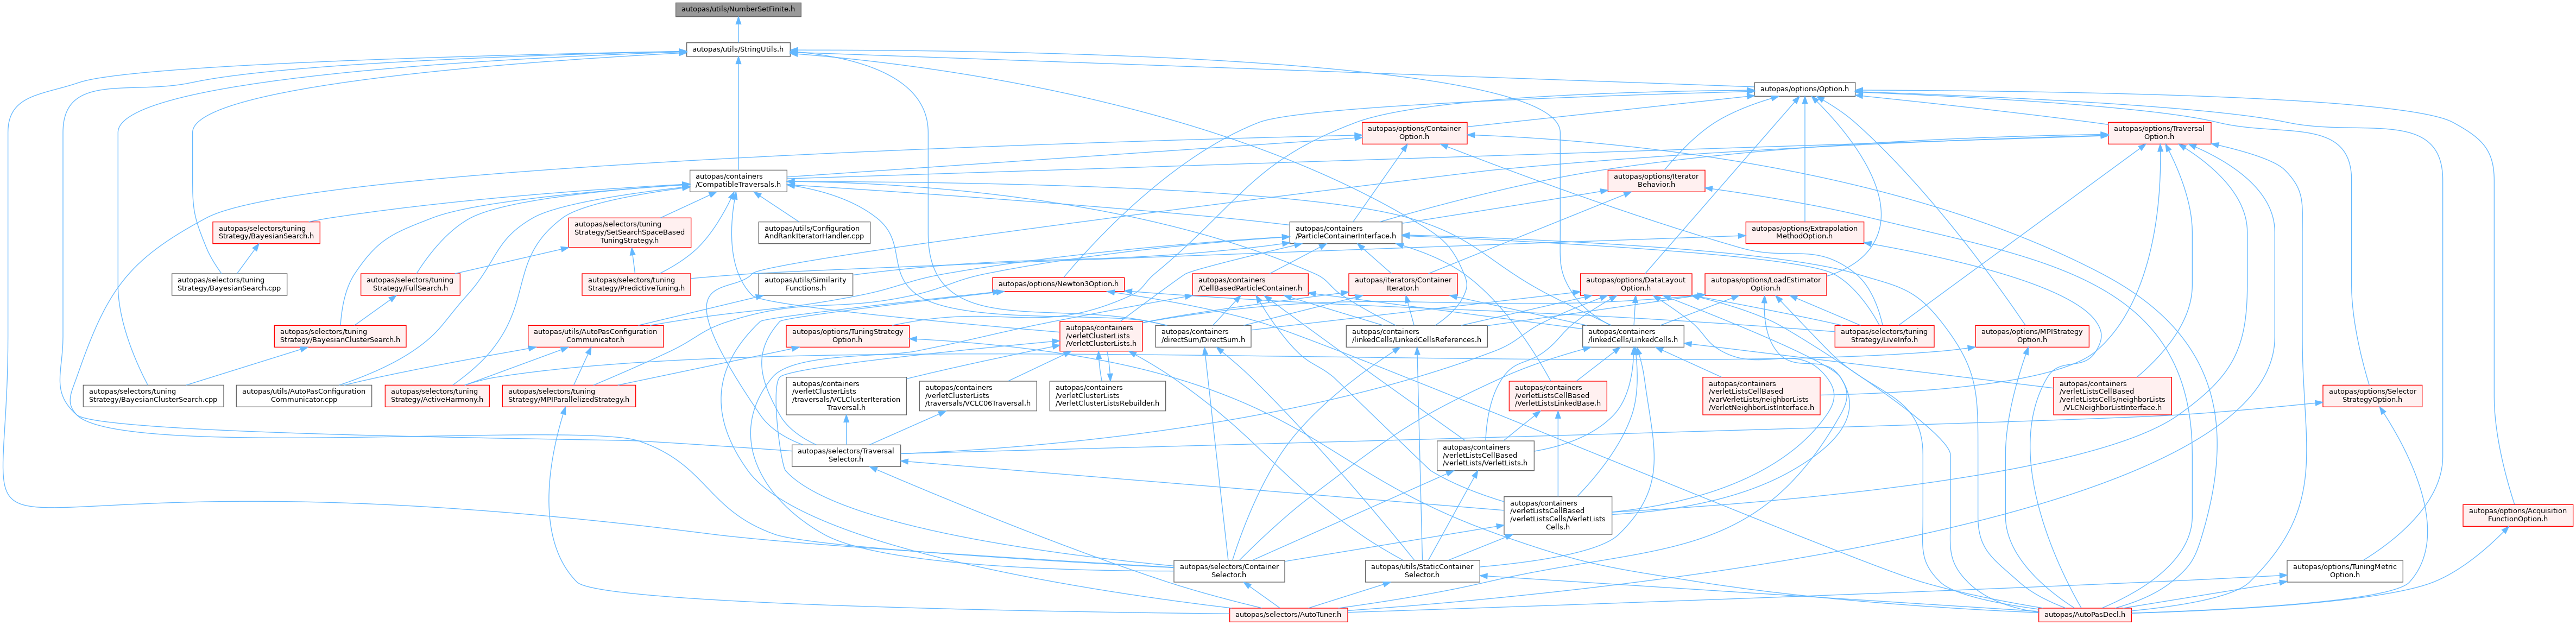 autopas/utils/NumberSetFinite.h
autopas/utils/StringUtils.h
autopas/options/Option.h
autopas/options/Container
Option.h
autopas/options/Traversal
Option.h
autopas/containers
/CompatibleTraversals.h
autopas/options/Iterator
Behavior.h
autopas/selectors/tuning
Strategy/BayesianSearch.h
autopas/selectors/tuning
Strategy/SetSearchSpaceBased
TuningStrategy.h
autopas/utils/Configuration
AndRankIteratorHandler.cpp
autopas/containers
/ParticleContainerInterface.h
autopas/options/Extrapolation
MethodOption.h
autopas/selectors/tuning
Strategy/BayesianSearch.cpp
autopas/selectors/tuning
Strategy/FullSearch.h
autopas/selectors/tuning
Strategy/PredictiveTuning.h
autopas/utils/Similarity
Functions.h
autopas/options/Newton3Option.h
autopas/containers
/CellBasedParticleContainer.h
autopas/iterators/Container
Iterator.h
autopas/options/DataLayout
Option.h
autopas/options/LoadEstimator
Option.h
autopas/selectors/tuning
Strategy/BayesianClusterSearch.h
autopas/utils/AutoPasConfiguration
Communicator.h
autopas/options/TuningStrategy
Option.h
autopas/containers
/verletClusterLists
/VerletClusterLists.h
autopas/containers
/directSum/DirectSum.h
autopas/containers
/linkedCells/LinkedCellsReferences.h
autopas/containers
/linkedCells/LinkedCells.h
autopas/selectors/tuning
Strategy/LiveInfo.h
autopas/options/MPIStrategy
Option.h
autopas/selectors/tuning
Strategy/BayesianClusterSearch.cpp
autopas/utils/AutoPasConfiguration
Communicator.cpp
autopas/selectors/tuning
Strategy/ActiveHarmony.h
autopas/selectors/tuning
Strategy/MPIParallelizedStrategy.h
autopas/containers
/verletClusterLists
/traversals/VCLClusterIteration
Traversal.h
autopas/containers
/verletClusterLists
/traversals/VCLC06Traversal.h
autopas/containers
/verletClusterLists
/VerletClusterListsRebuilder.h
autopas/containers
/verletListsCellBased
/VerletListsLinkedBase.h
autopas/containers
/verletListsCellBased
/varVerletLists/neighborLists
/VerletNeighborListInterface.h
autopas/containers
/verletListsCellBased
/verletListsCells/neighborLists
/VLCNeighborListInterface.h
autopas/options/Selector
StrategyOption.h
autopas/selectors/Traversal
Selector.h
autopas/containers
/verletListsCellBased
/verletLists/VerletLists.h
autopas/containers
/verletListsCellBased
/verletListsCells/VerletLists
Cells.h
autopas/options/Acquisition
FunctionOption.h
autopas/selectors/Container
Selector.h
autopas/utils/StaticContainer
Selector.h
autopas/options/TuningMetric
Option.h
autopas/selectors/AutoTuner.h
autopas/AutoPasDecl.h